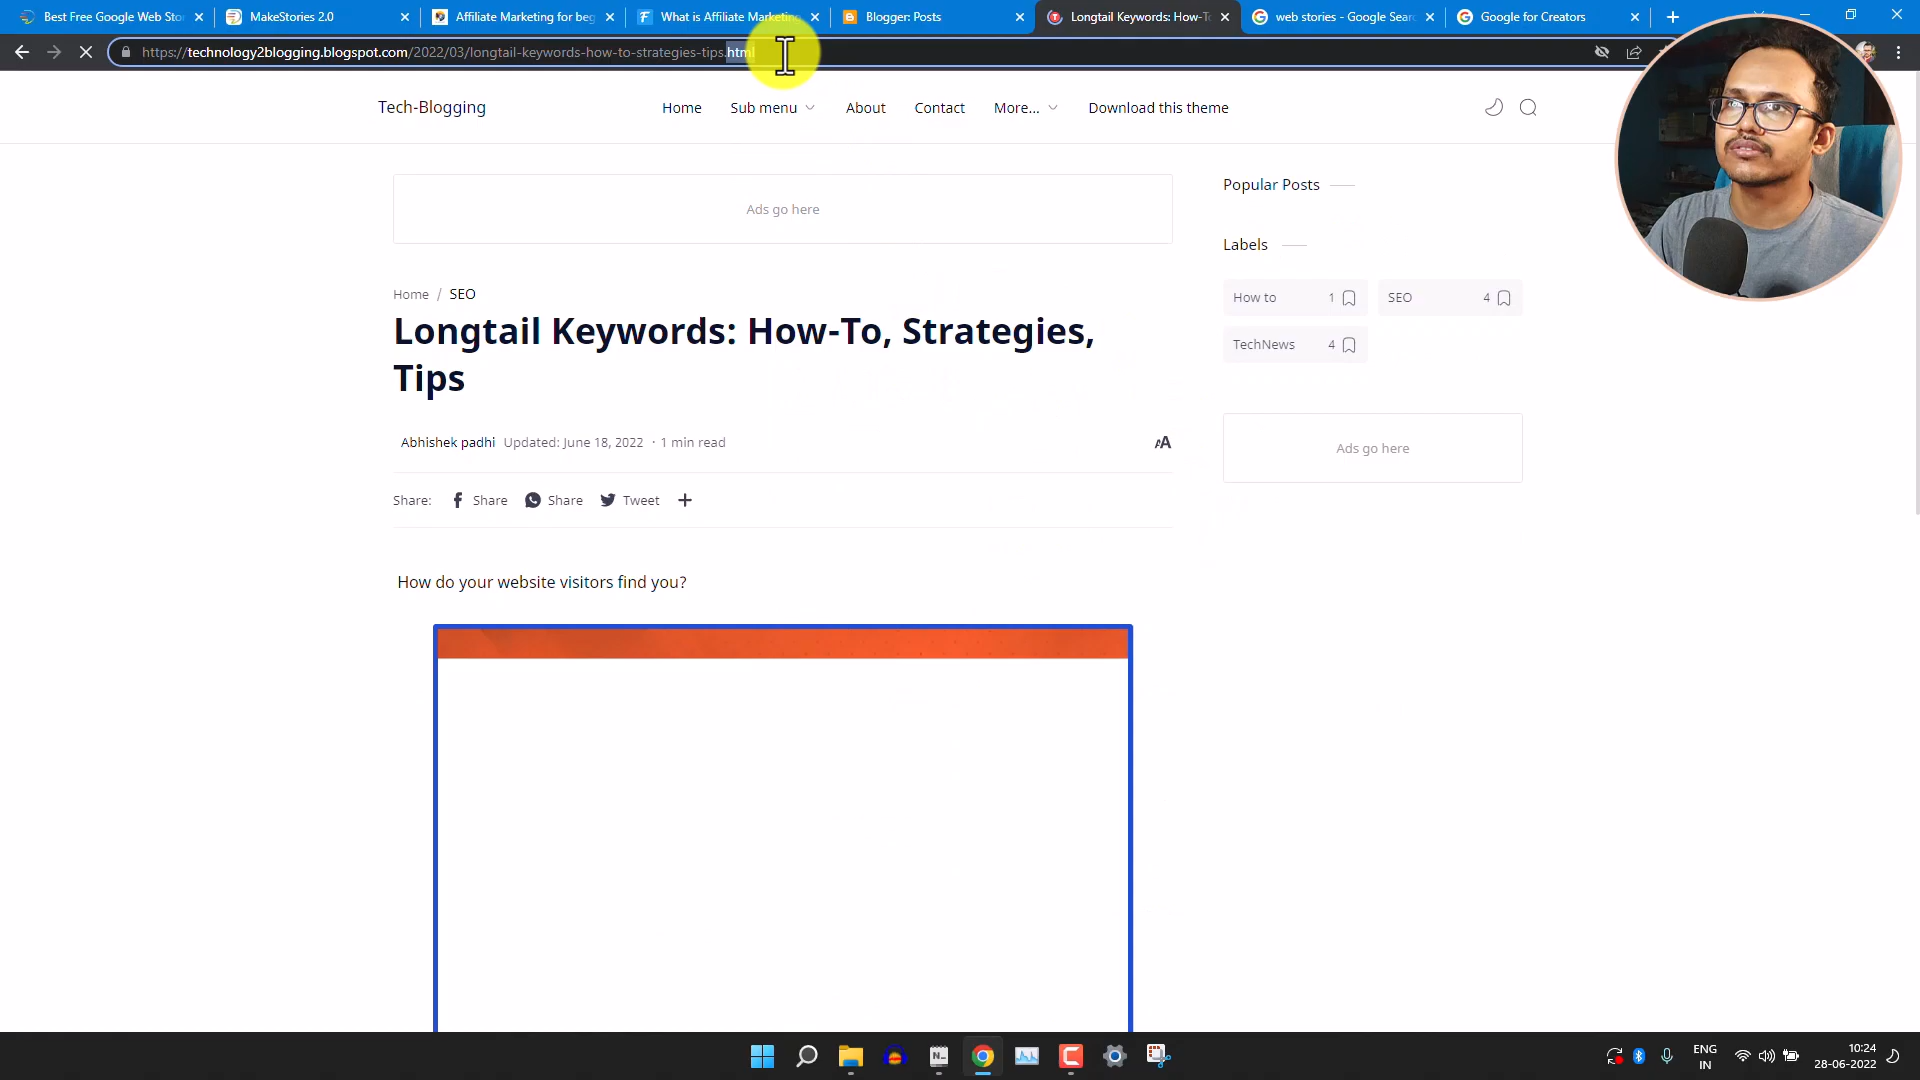 Best Free Google Web Sto
MakeStories 2.0
Affiliate Marketing for beg
What is Affiliate Marketing
Blogger: Posts
Longtail Keywords: How-T
web stories - Google Sear
Google for Creators
https://technology2blogging.blogspot.com/2022/03/longtail-keywords-how-to-strategies-tips.html
Tech-Blogging
Home
Sub menu
About
Contact
More...
Download this theme
Ads go here
Popular Posts
Labels
How to 1
SEO 4
TechNews 4
Ads go here
Home / SEO
Longtail Keywords: How-To, Strategies,
Tips
Abhishek padhi Updated: June 18, 2022 · 1 min read
AA
Share: Share Share Tweet
How do your website visitors find you?
ENG
IN
10:24
28-06-2022